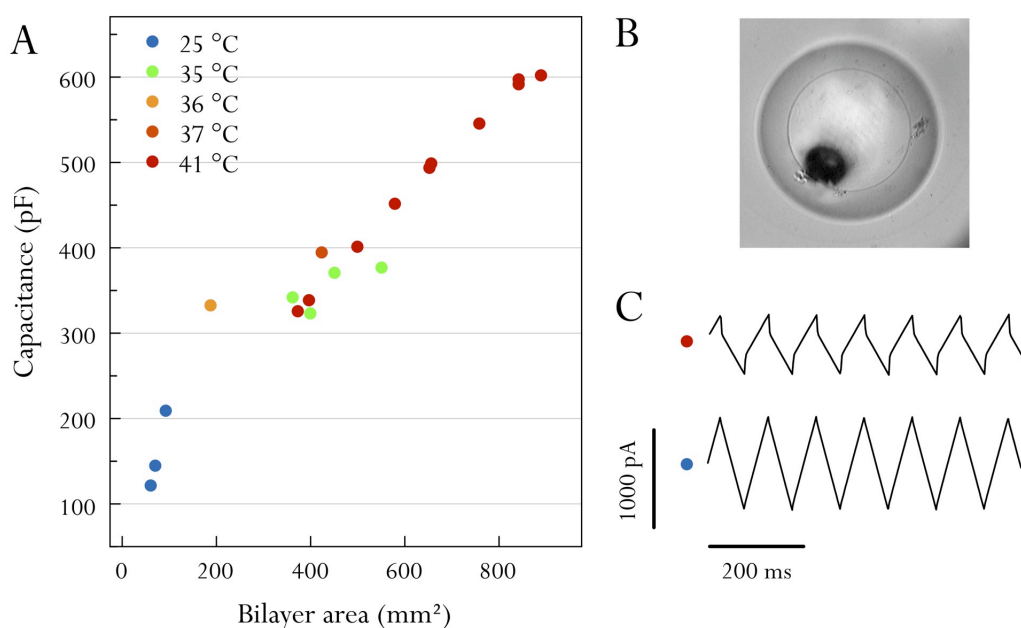 A
25 °C
35 °C
36 °C
37 °C
41 °C
600
500
400
300
200
100
Capacitance (pF)
0 200 400 600 800
Bilayer area (mm²)
B
C
1000 pA
200 ms